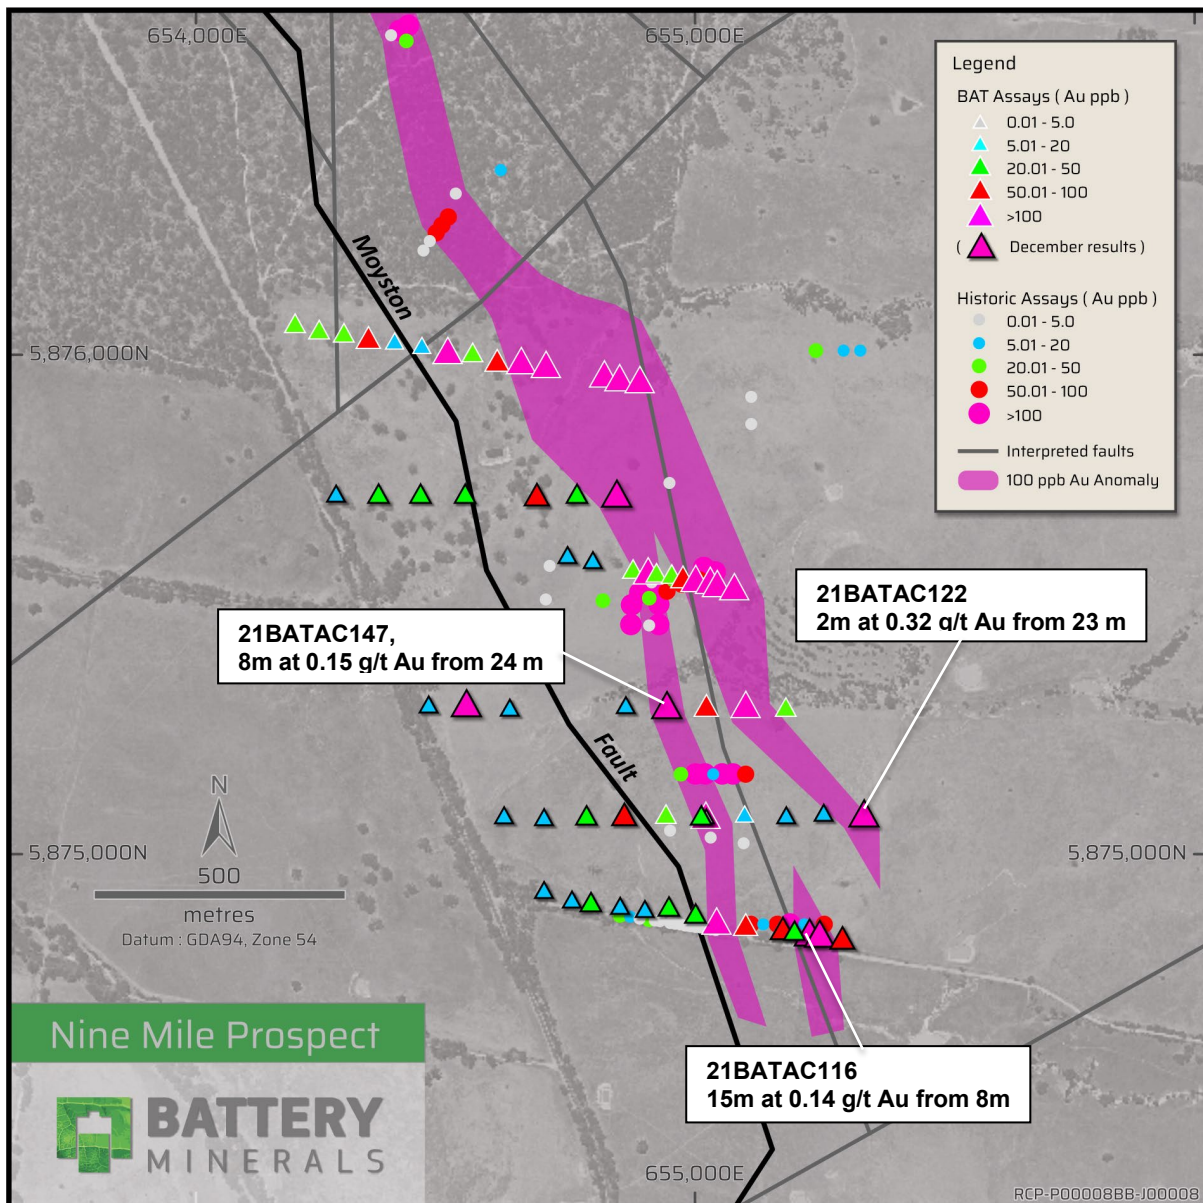 654,000E
655,000E
Legend
BAT Assays ( Au ppb )
0.01 - 5.0
5.01 - 20
20.01 - 50
50.01 - 100
>100
( December results )
Historic Assays ( Au ppb )
0.01 - 5.0
5.01 - 20
20.01 - 50
50.01 - 100
>100
Interpreted faults
100 ppb Au Anomaly
Moyston
5,876,000N
21BATAC122
2m at 0.32 g/t Au from 23 m
21BATAC147,
8m at 0.15 g/t Au from 24 m
Fault
N
500
metres
Datum : GDA94, Zone 54
5,875,000N
5,875,000N
Nine Mile Prospect
BATTERY
MINERALS
21BATAC116
15m at 0.14 g/t Au from 8m
655,000E
RCP-P00008BB-J00008